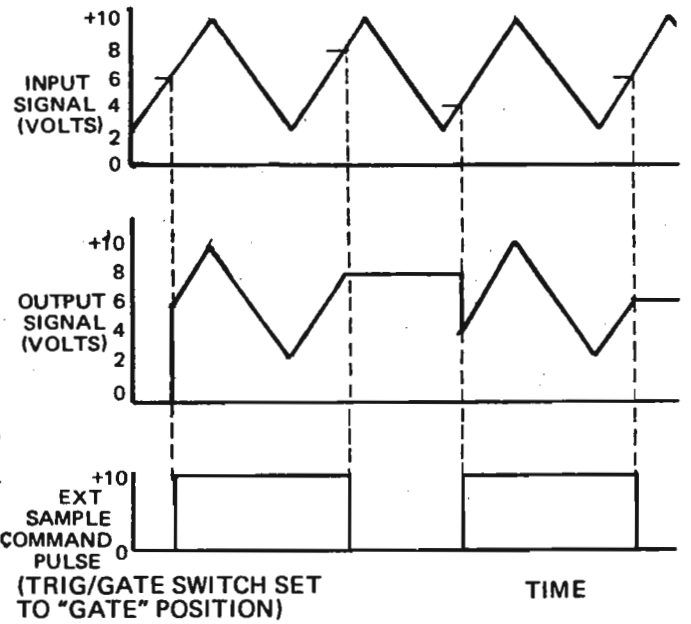 +10
8
6
4
2
0
INPUT
SIGNAL
(VOLTS)
+10
8
6
4
2
0
OUTPUT
SIGNAL
(VOLTS)
+10
0
EXT
SAMPLE
COMMAND
PULSE
(TRIG/GATE SWITCH SET
TO "GATE" POSITION)
TIME